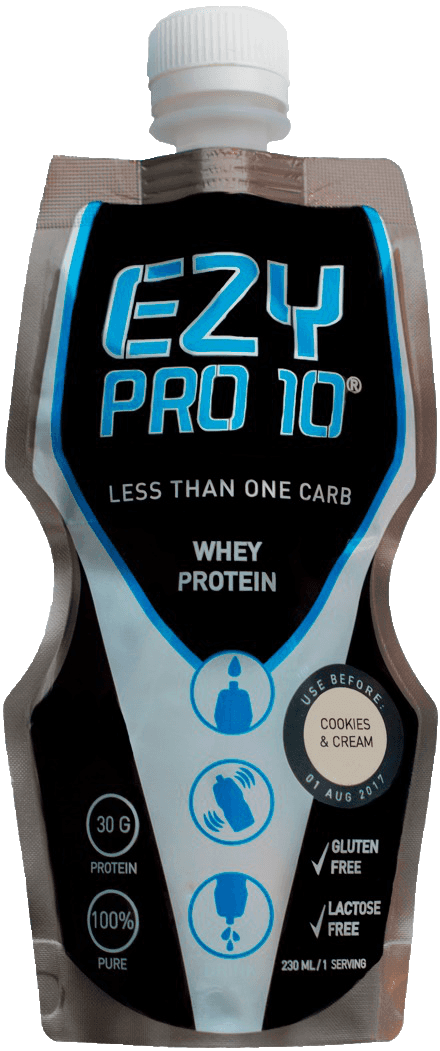 EZY
PRO 10®
LESS THAN ONE CARB
WHEY
PROTEIN
USE BEFORE:
COOKIES
& CREAM
01 AUG 2017
30 G
PROTEIN
100%
PURE
GLUTEN
FREE
LACTOSE
FREE
230 ML/1 SERVING